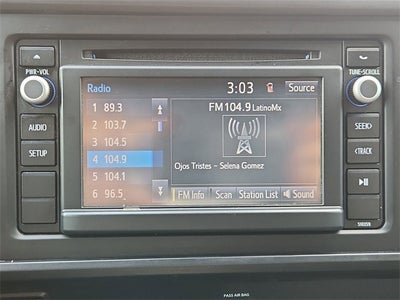 PWR·VOL
TUNE·SCROLL
Radio
3:03
Source
1 89.3
2 103.7
3 104.5
4 104.9
5 104.1
6 96.5
FM 104.9 LatinoMx
Ojos Tristes – Selena Gomez
FM Info
Scan
Station List
Sound
AUDIO
SETUP
SEEK>
<TRACK
PASS AIR BAG